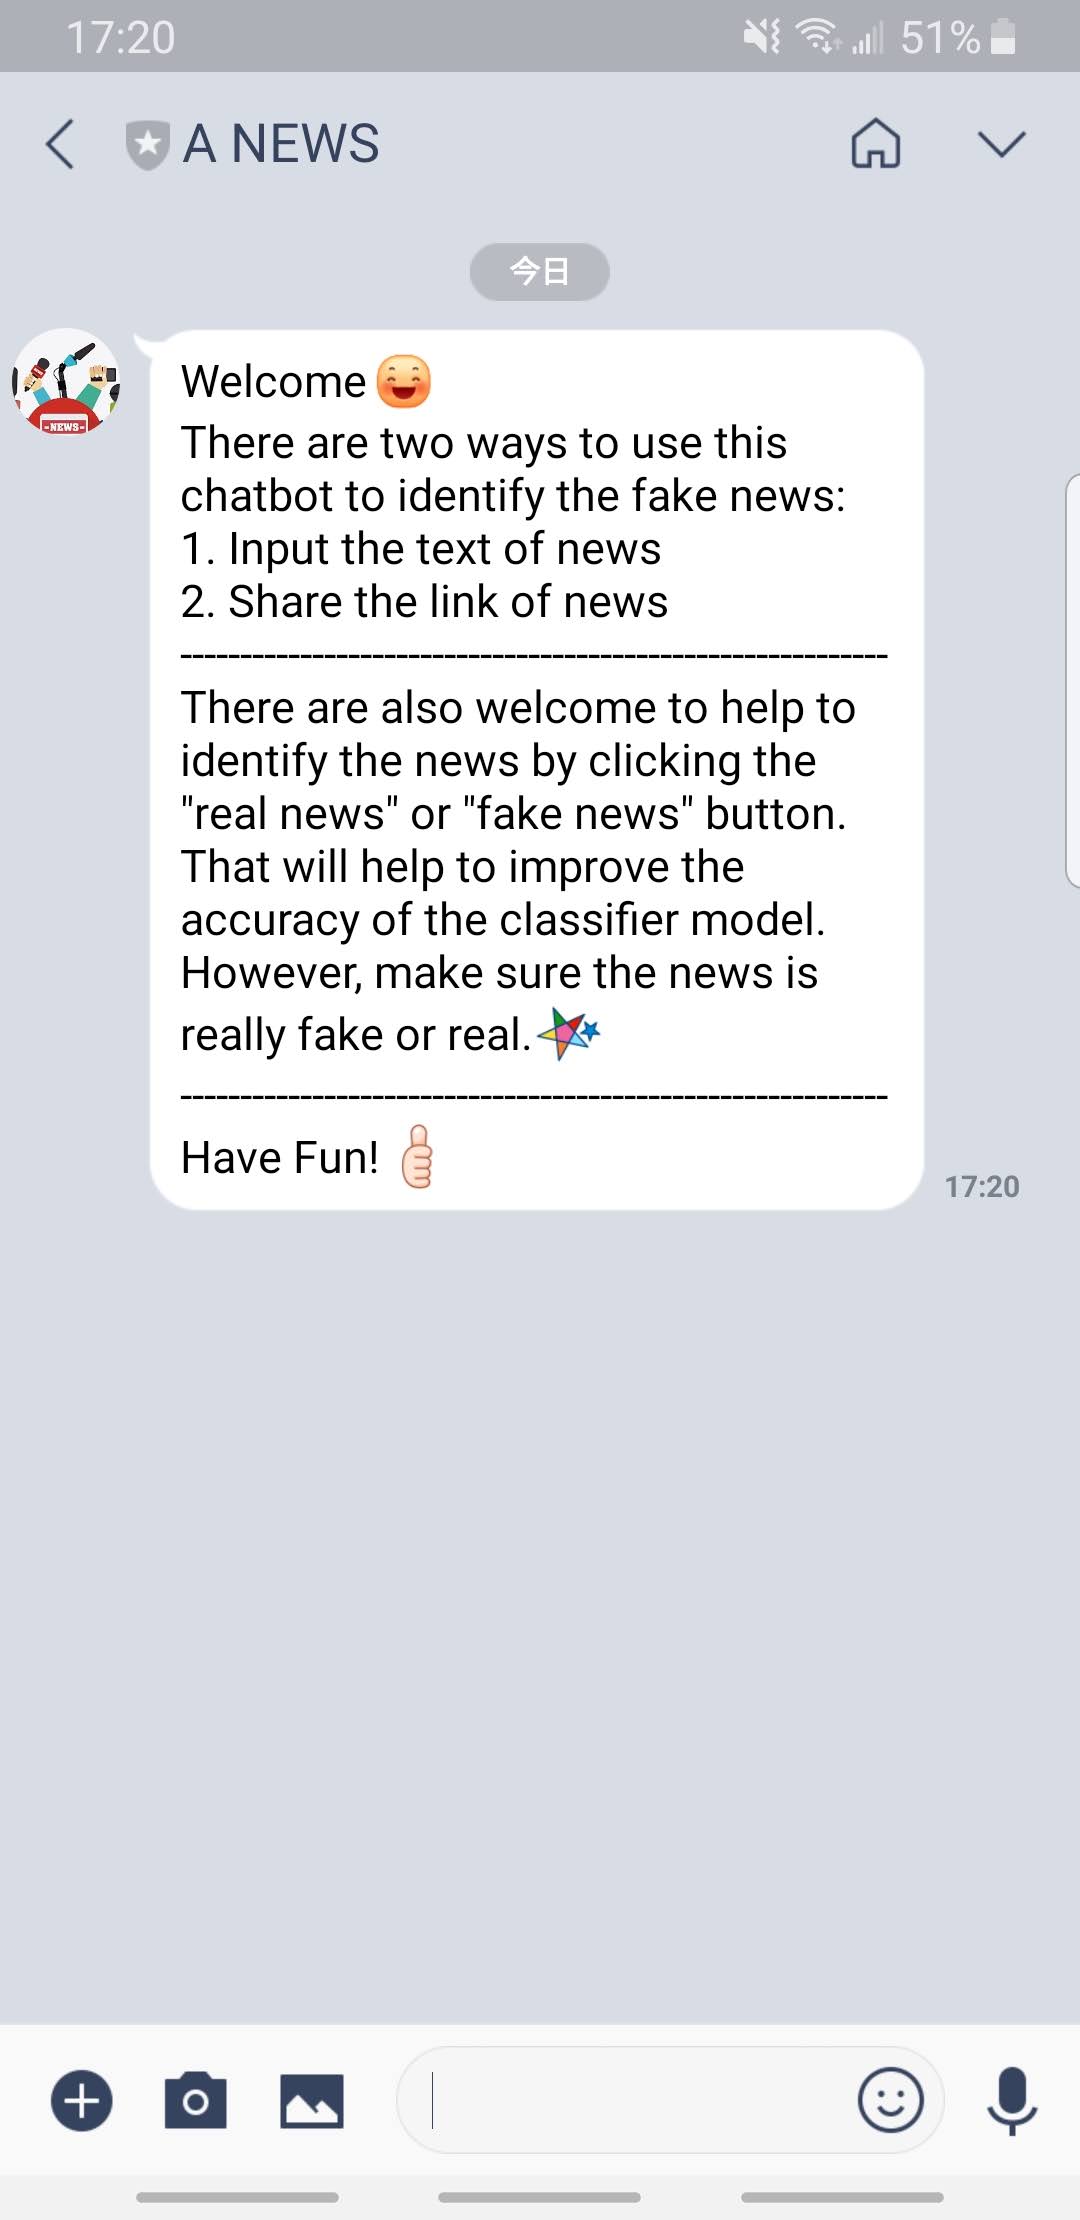 17:20 51%
A NEWS
今日
-NEWS-
Welcome
There are two ways to use this
chatbot to identify the fake news:
1. Input the text of news
2. Share the link of news
-----------------------------------------------------------
There are also welcome to help to
identify the news by clicking the
"real news" or "fake news" button.
That will help to improve the
accuracy of the classifier model.
However, make sure the news is
really fake or real.
-----------------------------------------------------------
Have Fun!
17:20